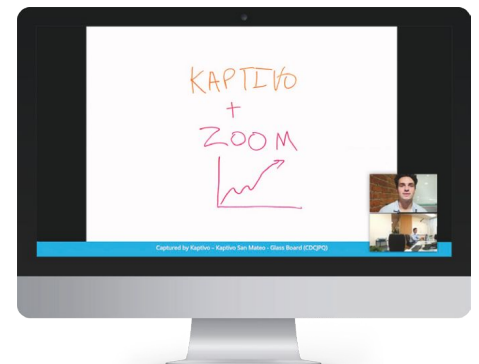 KAPTIVO
+
ZOOM
Captured by Kaptivo - Kaptivo San Mateo - Glass Board (CDCJPQ)